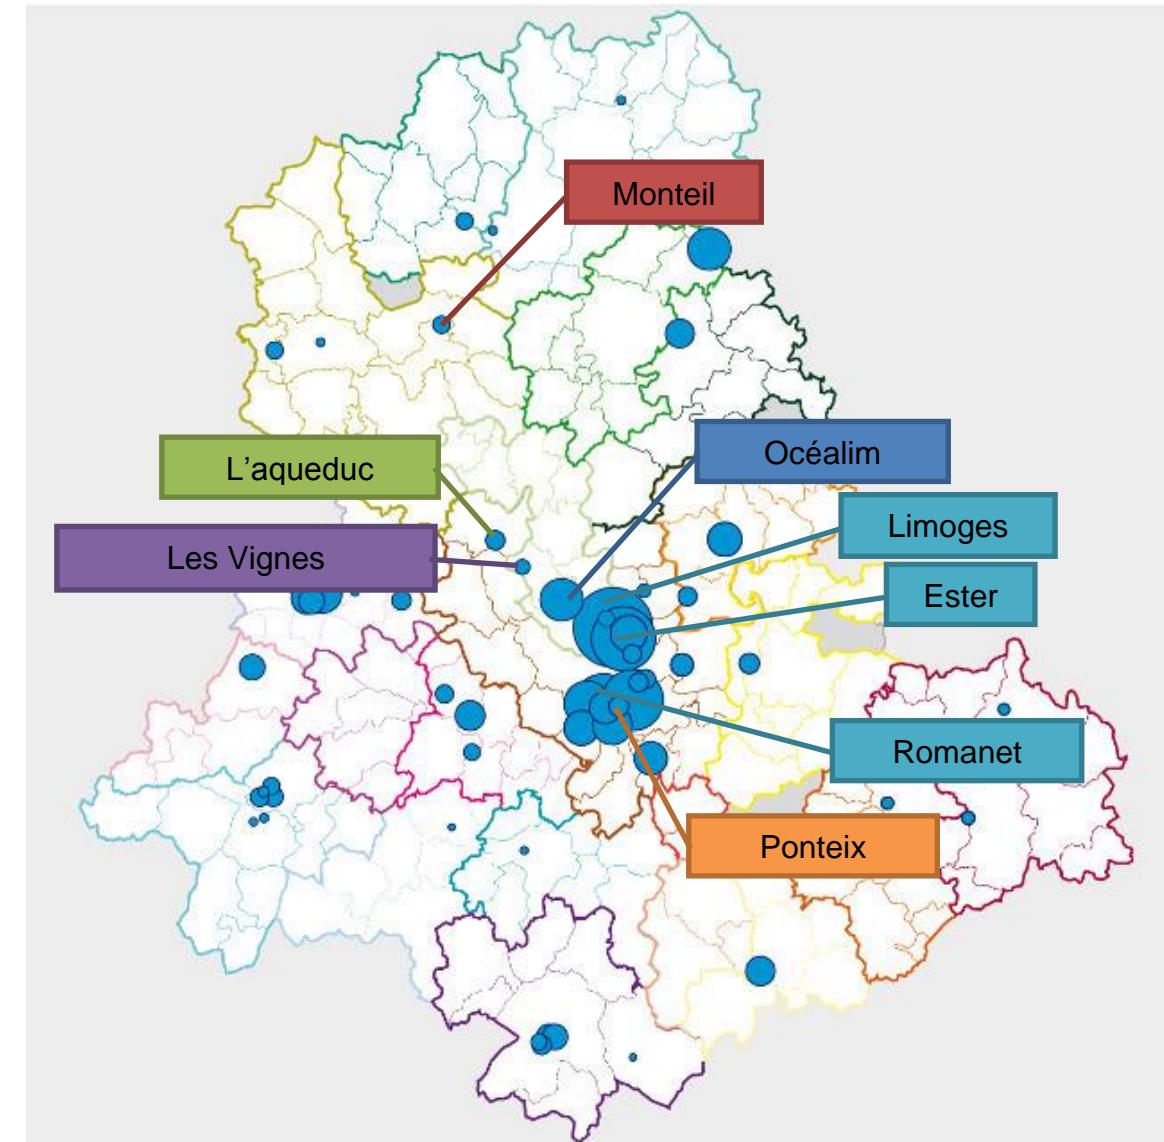 Monteil
Océalim
L'aqueduc
Limoges
Les Vignes
Ester
Romanet
Ponteix